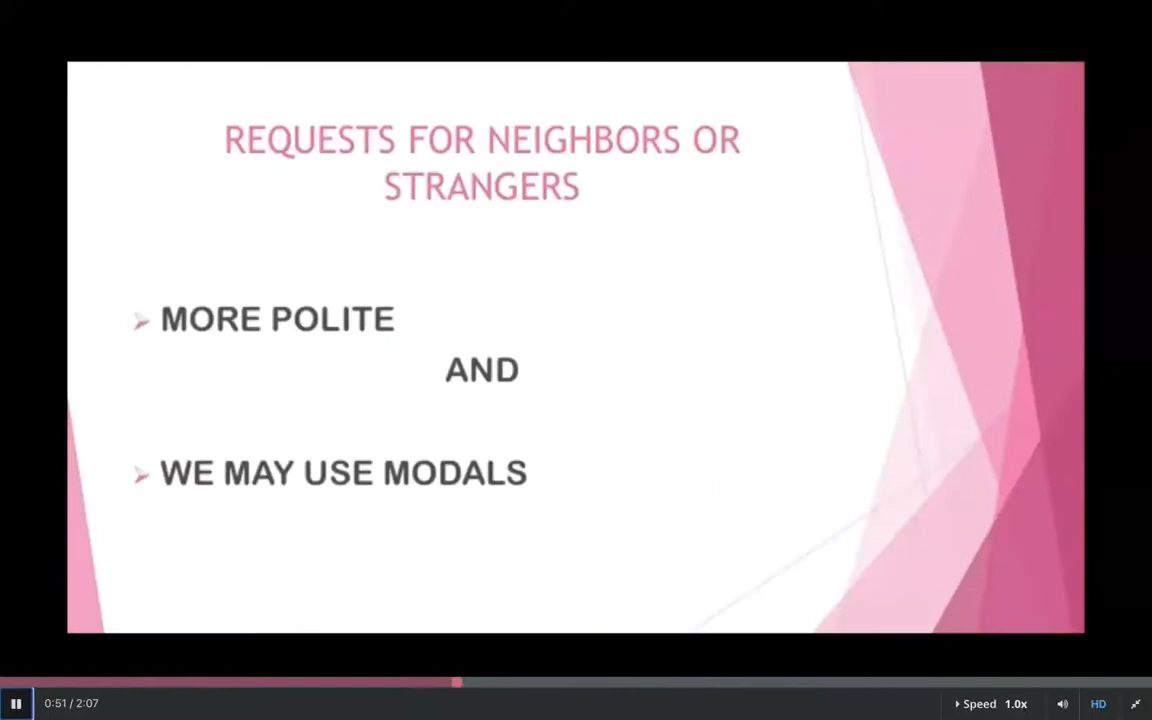 REQUESTS FOR NEIGHBORS OR
STRANGERS
MORE POLITE
AND
WE MAY USE MODALS
0:51 / 2:07
Speed 1.0x
HD